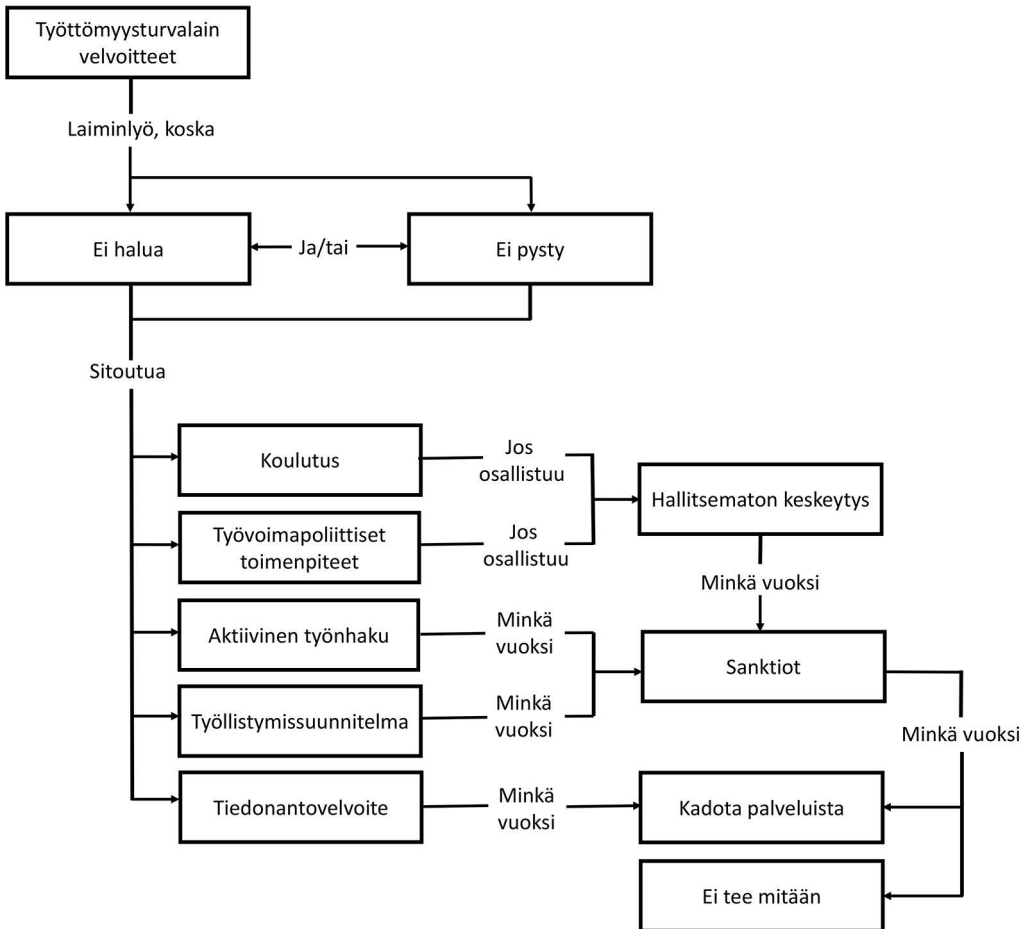 Työttömyysturvalain
velvoitteet
Laiminlyö, koska
Ei halua
Ja/tai
Ei pysty
Sitoutua
Koulutus
Jos
osallistuu
Hallitsematon keskeytys
Työvoimapoliittiset
toimenpiteet
Jos
osallistuu
Minkä vuoksi
Aktiivinen työnhaku
Minkä
vuoksi
Sanktiot
Työllistymissuunnitelma
Minkä
vuoksi
Minkä vuoksi
Tiedonantovelvoite
Minkä
vuoksi
Kadota palveluista
Ei tee mitään